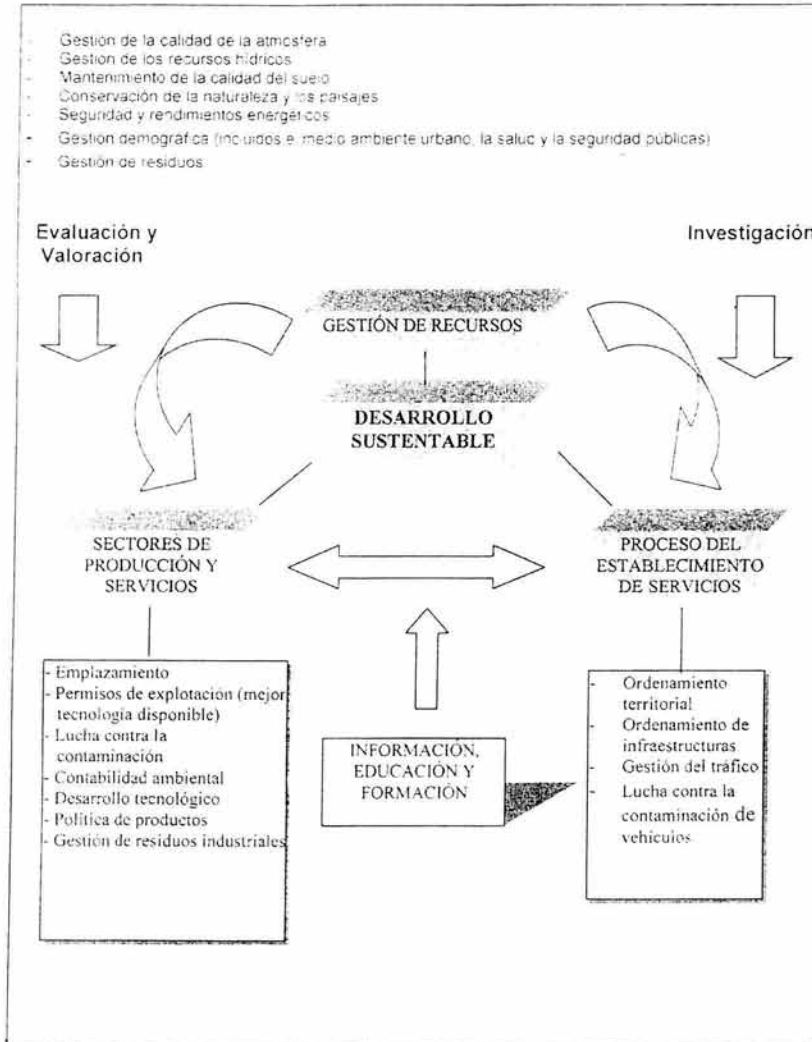 - Gestión de la calidad de la atmósfera
- Gestión de los recursos hídricos
- Mantenimiento de la calidad del suelo
- Conservación de la naturaleza y los paisajes
- Seguridad y rendimientos energéticos
- Gestión demográfica (incluidos el medio ambiente urbano, la salud y la seguridad públicas)
- Gestión de residuos
Evaluación y
Valoración
Investigación
GESTIÓN DE RECURSOS
DESARROLLO
SUSTENTABLE
SECTORES DE
PRODUCCIÓN Y
SERVICIOS
PROCESO DEL
ESTABLECIMIENTO
DE SERVICIOS
- Emplazamiento
- Permisos de explotación (mejor
tecnología disponible)
- Lucha contra la
contaminación
- Contabilidad ambiental
- Desarrollo tecnológico
- Política de productos
- Gestión de residuos industriales
INFORMACIÓN,
EDUCACIÓN Y
FORMACIÓN
- Ordenamiento
territorial
- Ordenamiento de
infraestructuras
- Gestión del tráfico
- Lucha contra la
contaminación de
vehículos